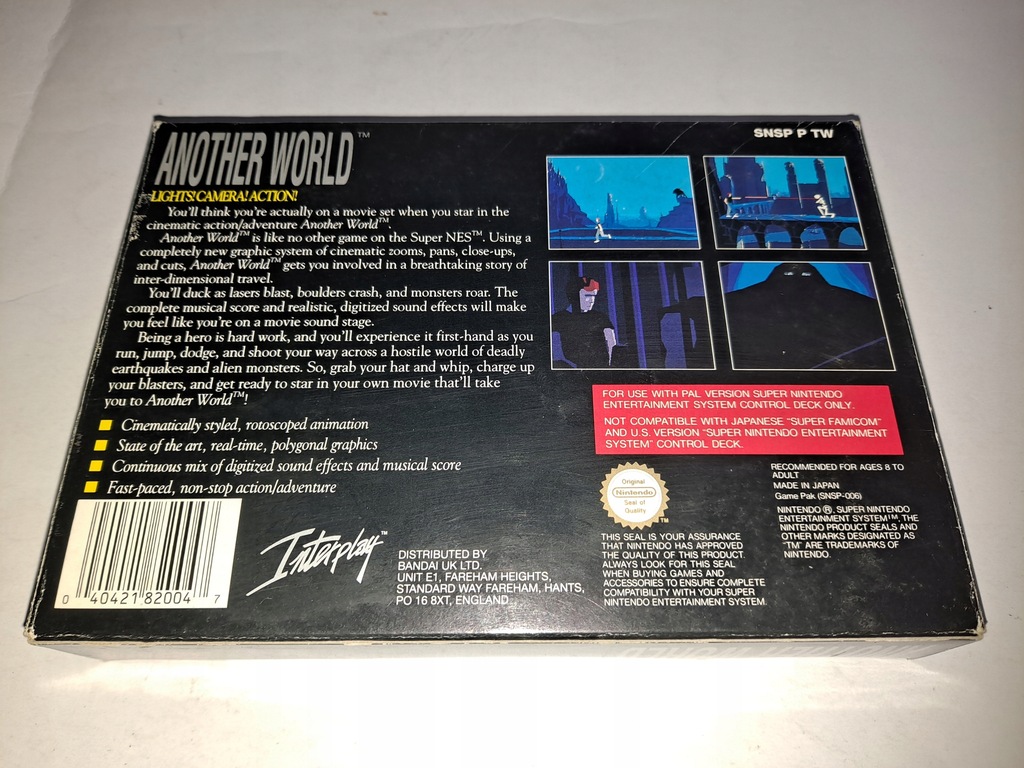 ANOTHER WORLD™
SNSP P TW
LIGHTS! CAMERA! ACTION!
You'll think you're actually on a movie set when you star in the
cinematic action/adventure Another World™.
Another World™ is like no other game on the Super NES™. Using a
completely new graphic system of cinematic zooms, pans, close-ups,
and cuts, Another World™ gets you involved in a breathtaking story of
inter-dimensional travel.
You'll duck as lasers blast, boulders crash, and monsters roar. The
complete musical score and realistic, digitized sound effects will make
you feel like you're on a movie sound stage.
Being a hero is hard work, and you'll experience it first-hand as you
run, jump, dodge, and shoot your way across a hostile world of deadly
earthquakes and alien monsters. So, grab your hat and whip, charge up
your blasters, and get ready to star in your own movie that'll take
you to Another World™!
Cinematically styled, rotoscoped animation
State of the art, real-time, polygonal graphics
Continuous mix of digitized sound effects and musical score
Fast-paced, non-stop action/adventure
0 40421 82004 7
Interplay™
DISTRIBUTED BY
BANDAI UK LTD.
UNIT E1, FAREHAM HEIGHTS,
STANDARD WAY FAREHAM, HANTS,
PO 16 8XT, ENGLAND
FOR USE WITH PAL VERSION SUPER NINTENDO
ENTERTAINMENT SYSTEM CONTROL DECK ONLY.
NOT COMPATIBLE WITH JAPANESE "SUPER FAMICOM"
AND U.S. VERSION "SUPER NINTENDO ENTERTAINMENT
SYSTEM" CONTROL DECK.
Original
Nintendo
Seal of
Quality
TM
THIS SEAL IS YOUR ASSURANCE
THAT NINTENDO HAS APPROVED
THE QUALITY OF THIS PRODUCT.
ALWAYS LOOK FOR THIS SEAL
WHEN BUYING GAMES AND
ACCESSORIES TO ENSURE COMPLETE
COMPATIBILITY WITH YOUR SUPER
NINTENDO ENTERTAINMENT SYSTEM.
RECOMMENDED FOR AGES 8 TO
ADULT
MADE IN JAPAN
Game Pak (SNSP-006)
NINTENDO ®, SUPER NINTENDO
ENTERTAINMENT SYSTEM™, THE
NINTENDO PRODUCT SEALS AND
OTHER MARKS DESIGNATED AS
"TM" ARE TRADEMARKS OF
NINTENDO.